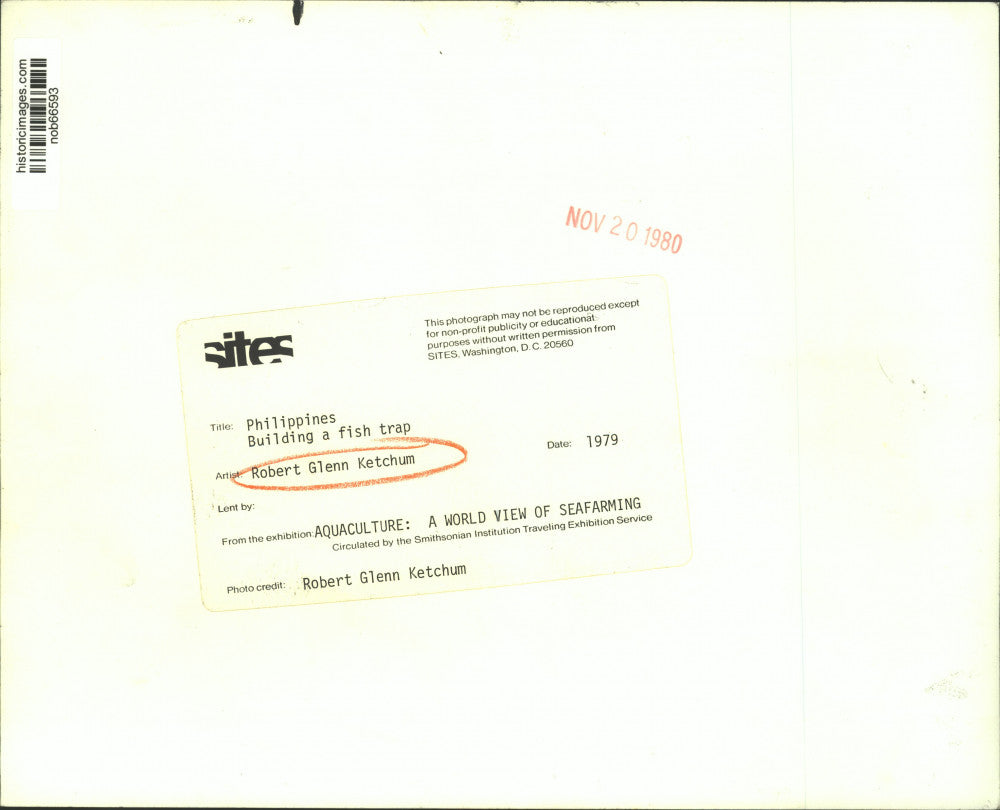 historicimages.com
nob66593
NOV 20 1980
sites
This photograph may not be reproduced except
for non-profit publicity or educational
purposes without written permission from
SITES, Washington, D.C. 20560
Title: Philippines
Building a fish trap
Artist: Robert Glenn Ketchum
Date: 1979
Lent by:
From the exhibition: AQUACULTURE: A WORLD VIEW OF SEAFARMING
Circulated by the Smithsonian Institution Traveling Exhibition Service
Photo credit: Robert Glenn Ketchum